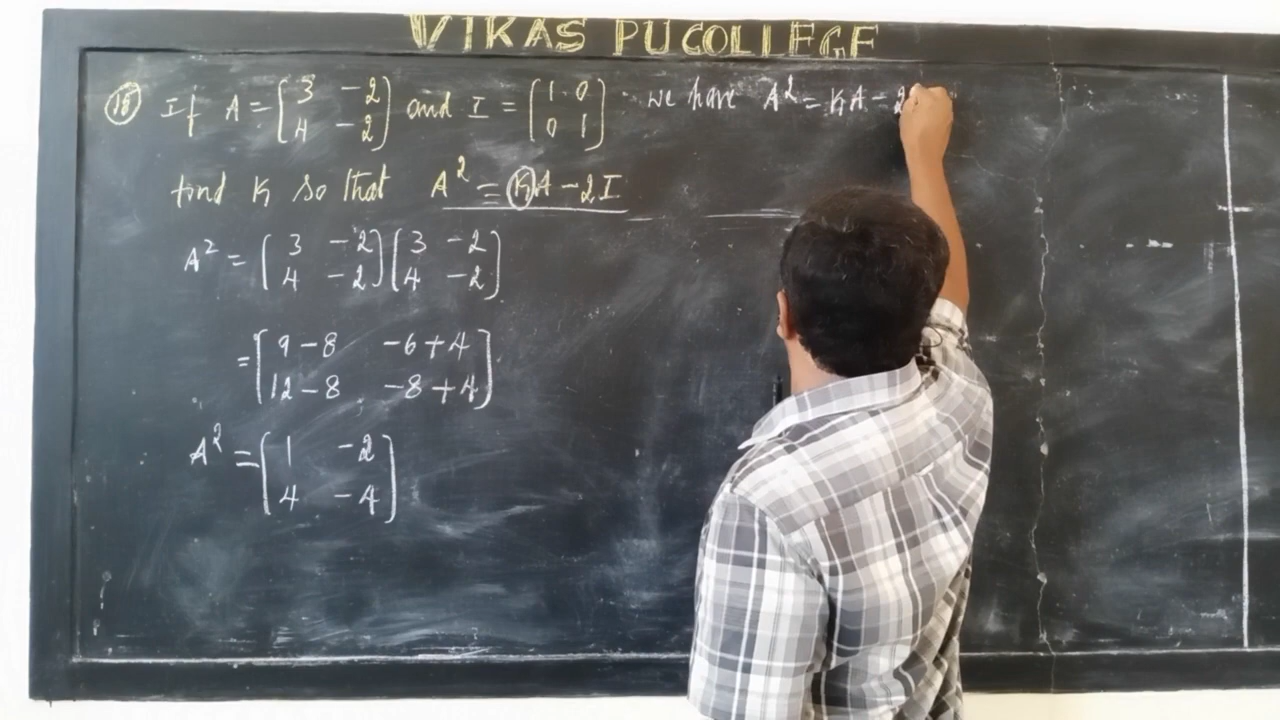 VIKAS PU COLLEGE
15 If A = [3 -2 and I = [1 0 we have A² = KA - 2
4 -2] 0 1]
find K so that A² = KA - 2I
A² = [3 -2] [3 -2]
[4 -2] [4 -2]
= [9 - 8 -6 + 4]
[12 - 8 -8 + 4]
A² = [1 -2]
[4 -4]